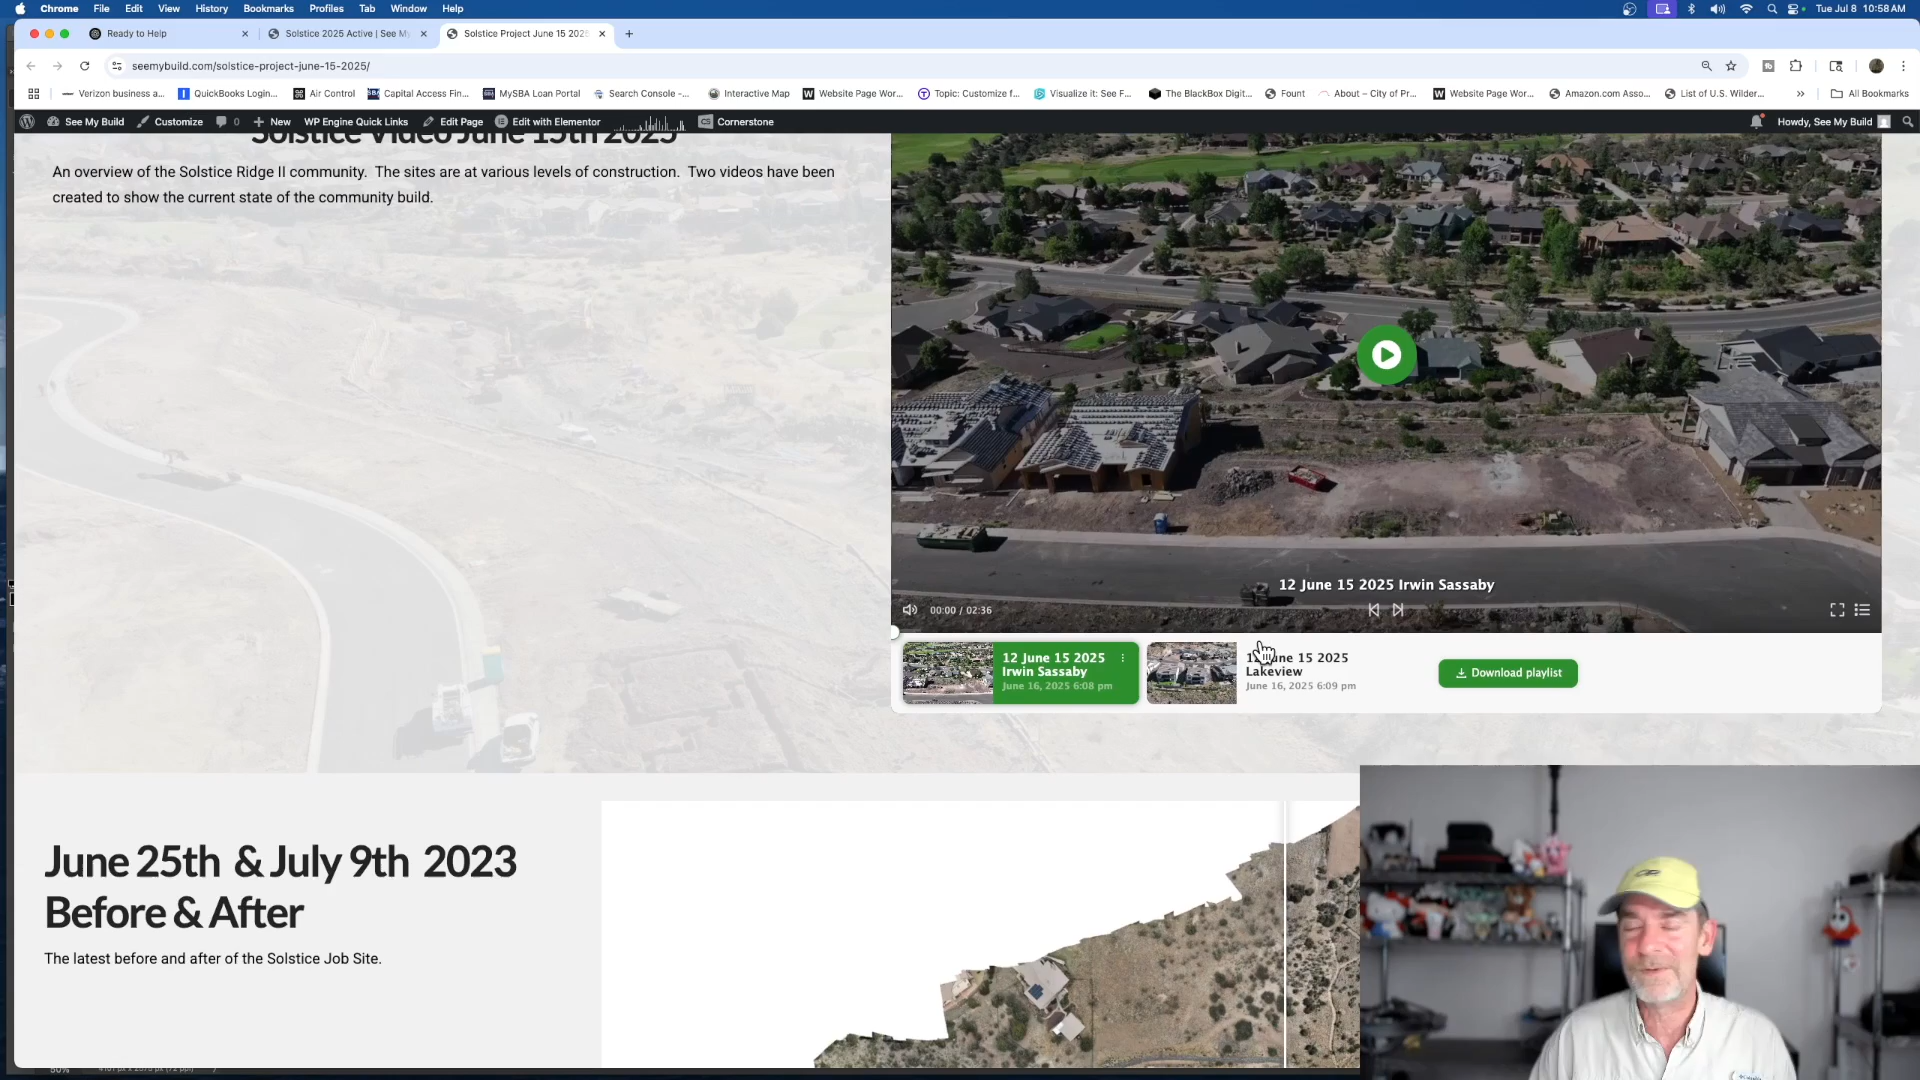 Chrome File Edit View History Bookmarks Profiles Tab Window Help Tue Jul 8 10:58 AM
Ready to Help Solstice 2025 Active | See M Solstice Project June 15 2025
seemybuild.com/solstice-project-june-15-2025/
Verizon business a... QuickBooks Login... Air Control Capital Access Fin... MySBA Loan Portal Search Console -... Interactive Map Website Page Wor... Topic: Customize f... Visualize it: See F... The BlackBox Digit... Fount About – City of Pr... Website Page Wor... Amazon.com Asso... List of U.S. Wilder... All Bookmarks
See My Build Customize 0 New WP Engine Quick Links Edit Page Edit with Elementor CS Cornerstone Howdy, See My Build
Solstice Video June 15th 2025
An overview of the Solstice Ridge II community. The sites are at various levels of construction. Two videos have been
created to show the current state of the community build.
12 June 15 2025 Irwin Sassaby
00:00 / 02:36
12 June 15 2025
Irwin Sassaby
June 16, 2025 6:08 pm
12 June 15 2025
Lakeview
June 16, 2025 6:09 pm
Download playlist
June 25th & July 9th 2023
Before & After
The latest before and after of the Solstice Job Site.